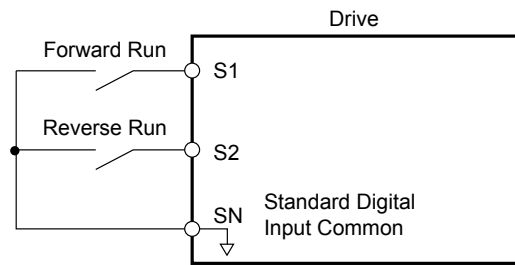 Drive
Forward Run
S1
Reverse Run
S2
SN
Standard Digital
Input Common